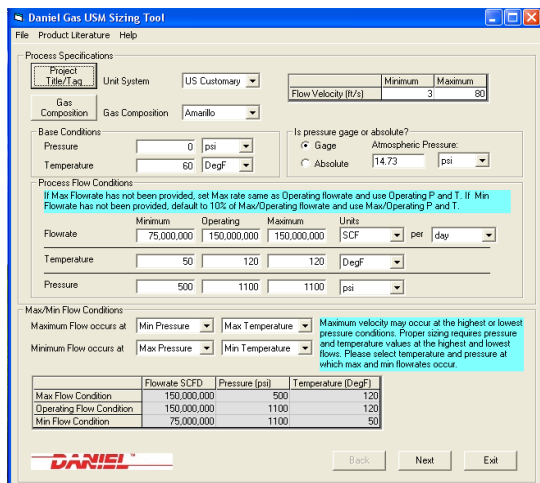 Daniel Gas USM Sizing Tool
File Product Literature Help
Process Specifications
Project Title/Tag
Unit System US Customary
Minimum Maximum
Flow Velocity (ft/s) 3 80
Gas Composition
Gas Composition Amarillo
Base Conditions
Pressure 0 psi
Temperature 60 DegF
Is pressure gage or absolute?
Gage
Absolute
Atmospheric Pressure:
14.73 psi
Process Flow Conditions
If Max Flowrate has not been provided, set Max rate same as Operating flowrate and use Operating P and T. If Min
Flowrate has not been provided, default to 10% of Max/Operating flowrate and use Max/Operating P and T.
Minimum Operating Maximum Units
Flowrate 75,000,000 150,000,000 150,000,000 SCF per day
Temperature 50 120 120 DegF
Pressure 500 1100 1100 psi
Max/Min Flow Conditions
Maximum Flow occurs at Min Pressure Max Temperature
Minimum Flow occurs at Max Pressure Min Temperature
Maximum velocity may occur at the highest or lowest
pressure conditions. Proper sizing requires pressure
and temperature values at the highest and lowest
flows. Please select temperature and pressure at
which max and min flowrates occur.
Flowrate SCFD Pressure (psi) Temperature (DegF)
Max Flow Condition 150,000,000 500 120
Operating Flow Condition 150,000,000 1100 120
Min Flow Condition 75,000,000 1100 50
DANIEL
Back Next Exit